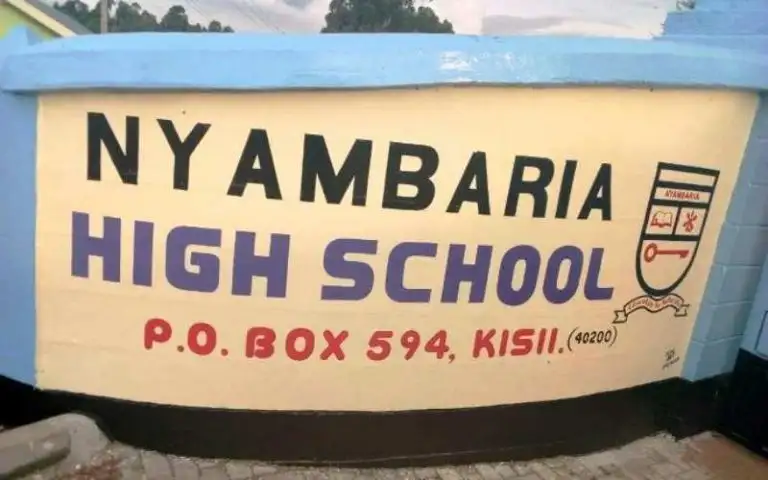 NYAMBARIA
HIGH SCHOOL
P.O. BOX 594, KISII. (40200)
NYAMBARIA